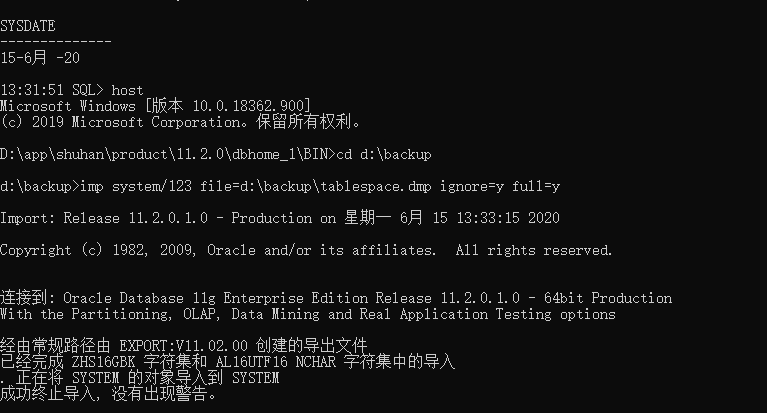 SYSDATE
--------------
15-6月 -20
13:31:51 SQL> host
Microsoft Windows [版本 10.0.18362.900]
(c) 2019 Microsoft Corporation。保留所有权利。
D:\app\shuhan\product\11.2.0\dbhome_1\BIN>cd d:\backup
d:\backup>imp system/123 file=d:\backup\tablespace.dmp ignore=y full=y
Import: Release 11.2.0.1.0 - Production on 星期一 6月 15 13:33:15 2020
Copyright (c) 1982, 2009, Oracle and/or its affiliates.  All rights reserved.
连接到: Oracle Database 11g Enterprise Edition Release 11.2.0.1.0 - 64bit Production
With the Partitioning, OLAP, Data Mining and Real Application Testing options
经由常规路径由 EXPORT:V11.02.00 创建的导出文件
已经完成 ZHS16GBK 字符集和 AL16UTF16 NCHAR 字符集中的导入
. 正在将 SYSTEM 的对象导入到 SYSTEM
成功终止导入, 没有出现警告。